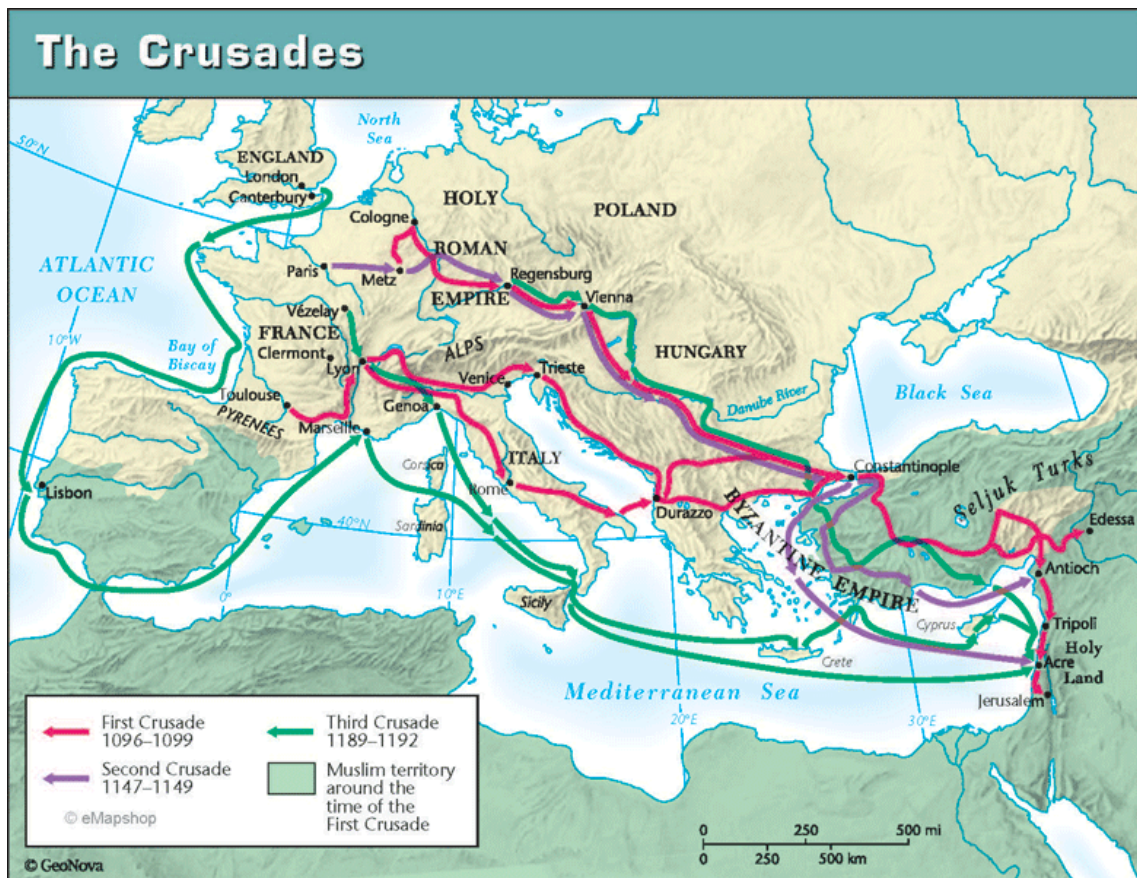 The Crusades
50°N
North
Sea
ENGLAND
London
Canterbury
HOLY
POLAND
Cologne
ROMAN
ATLANTIC
OCEAN
Paris
Metz
Regensburg
EMPIRE
Vienna
Vézelay
FRANCE
10°W
Bay of
Biscay
Clermont
Lyon
ALPS
HUNGARY
Venice
Trieste
Black Sea
Toulouse
PYRENEES
Genoa
Danube River
Marseille
ITALY
Corsica
Constantinople
Lisbon
Rome
Seljuk Turks
Durazzo
BYZANTINE EMPIRE
Edessa
40°N
Sardinia
Antioch
0°
10°E
Sicily
Cyprus
Tripoli
Crete
Holy
Land
Acre
Mediterranean Sea
Jerusalem
20°E
30°E
First Crusade
1096–1099
Third Crusade
1189–1192
Second Crusade
1147–1149
Muslim territory
around the
time of the
First Crusade
© eMapshop
0 250 500 mi
0 250 500 km
© GeoNova